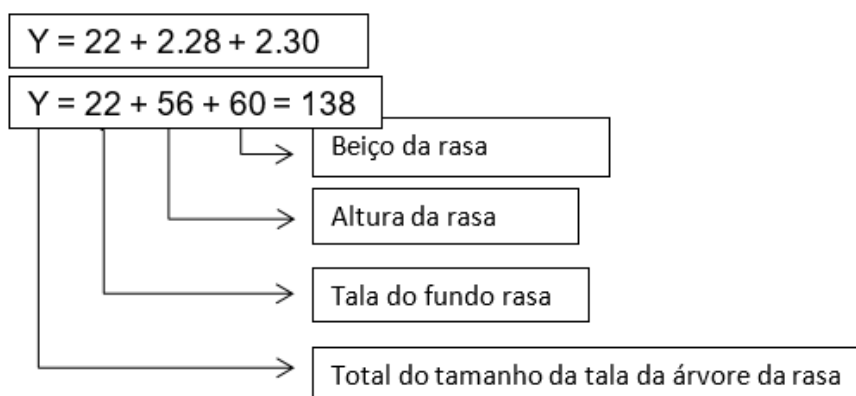 Y = 22 + 2.28 + 2.30
Y = 22 + 56 + 60 = 138
Beiço da rasa
Altura da rasa
Tala do fundo rasa
Total do tamanho da tala da árvore da rasa